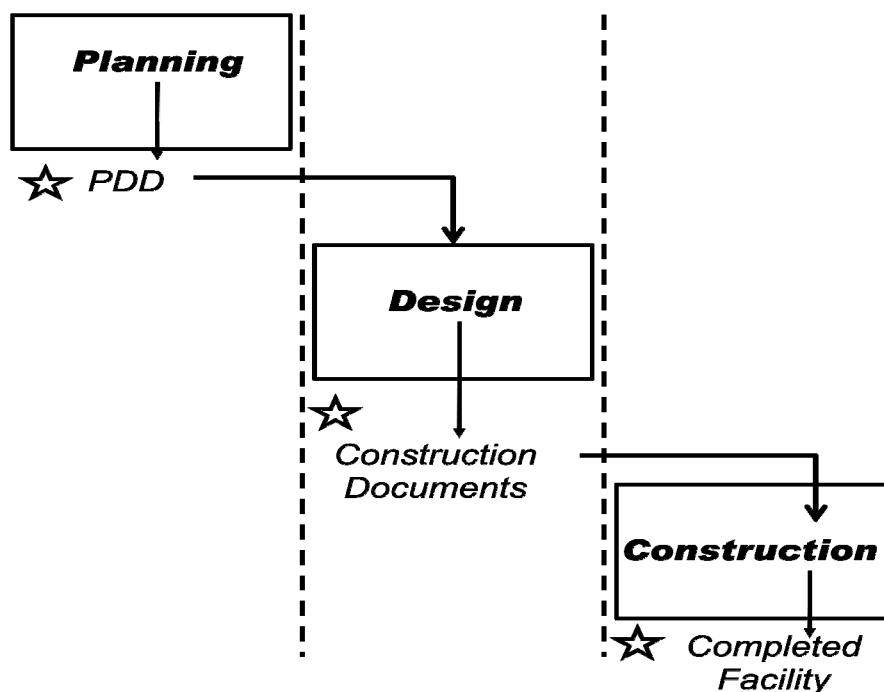 Planning
PDD
Design
Construction
Documents
Construction
Completed
Facility